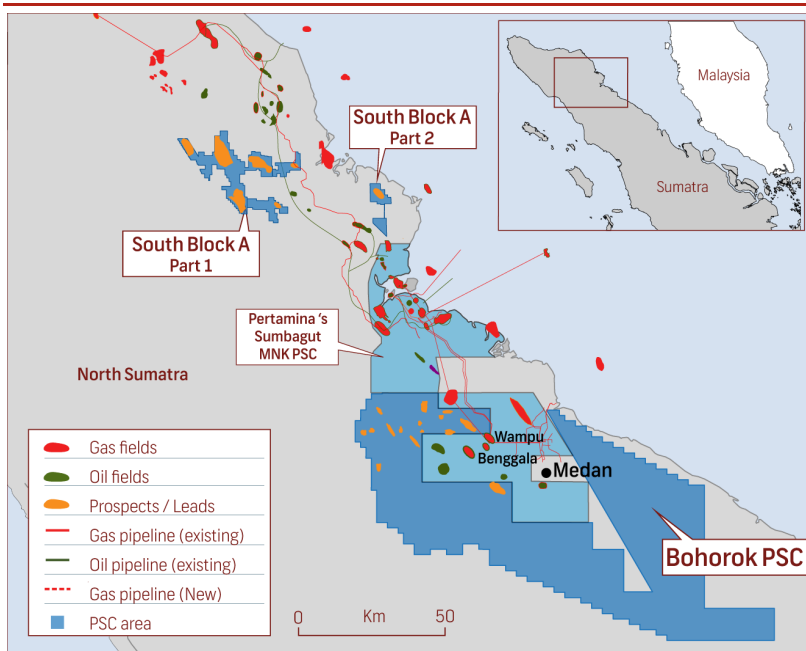 Malaysia
Sumatra
South Block A
Part 2
South Block A
Part 1
Pertamina 's
Sumbagut
MNK PSC
North Sumatra
Wampu
Benggala
Medan
Bohorok PSC
Gas fields
Oil fields
Prospects / Leads
Gas pipeline (existing)
Oil pipeline (existing)
Gas pipeline (New)
PSC area
0 Km 50